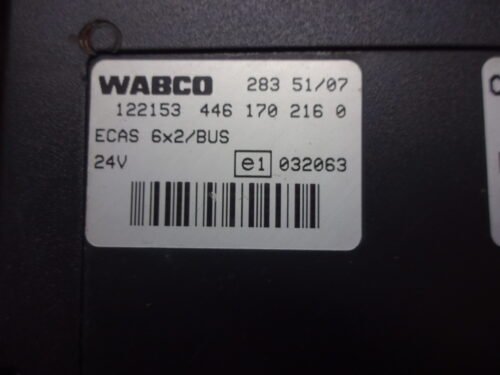 WABCO 283 51/07
122153 446 170 216 0
ECAS 6x2/BUS
24V e1 032063